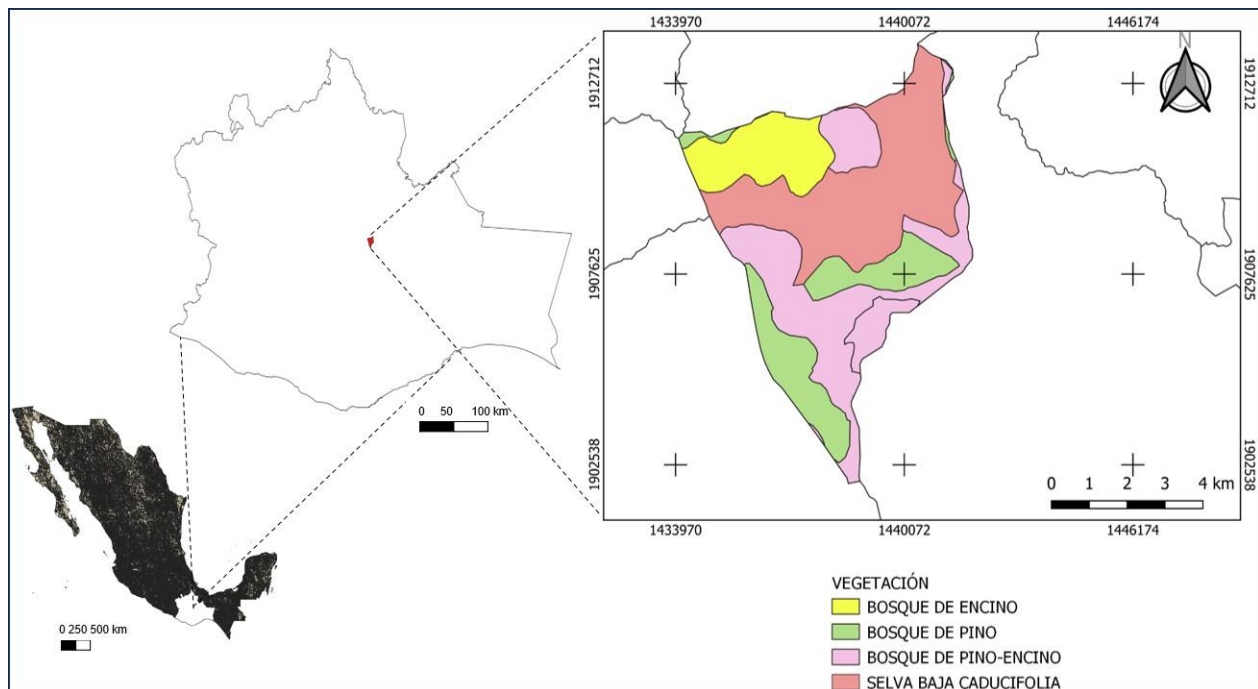 1433970 1440072 1446174
N
1912712 1912712
1907625 1907625
1902538 1902538
0 1 2 3 4 km
1433970 1440072 1446174
0 50 100 km
0 250 500 km
VEGETACIÓN
BOSQUE DE ENCINO
BOSQUE DE PINO
BOSQUE DE PINO-ENCINO
SELVA BAJA CADUCIFOLIA